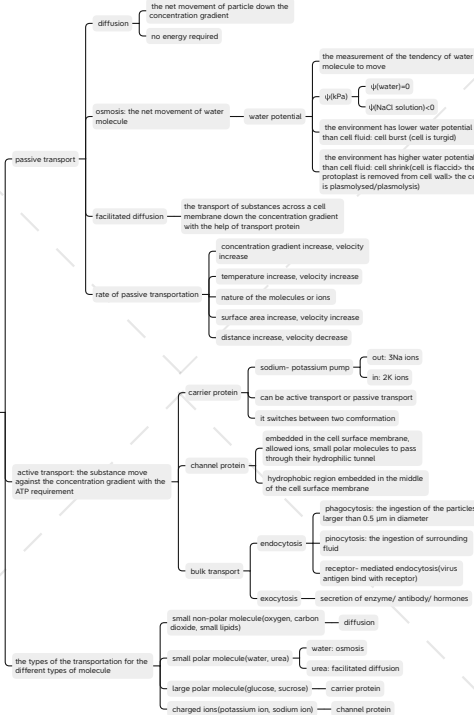 the net movement of particle down the
concentration gradient
diffusion
no energy required
the measurement of the tendency of water
molecule to move
ψ(water)=0
ψ(kPa)
osmosis: the net movement of water
molecule
water potential
ψ(NaCl solution)<0
the environment has lower water potential
than cell fluid: cell burst (cell is turgid)
passive transport
the environment has higher water potential
than cell fluid: cell shrink(cell is flaccid> the
protoplast is removed from cell wall> the ce
is plasmolysed/plasmolysis)
facilitated diffusion
the transport of substances across a cell
membrane down the concentration gradient
with the help of transport protein
concentration gradient increase, velocity
increase
temperature increase, velocity increase
rate of passive transportation
nature of the molecules or ions
surface area increase, velocity increase
distance increase, velocity decrease
out: 3Na ions
sodium- potassium pump
in: 2K ions
carrier protein
can be active transport or passive transport
it switches between two comformation
embedded in the cell surface membrane,
allowed ions, small polar molecules to pass
through their hydrophilic tunnel
channel protein
active transport: the substance move
against the concentration gradient with the
ATP requirement
hydrophobic region embedded in the middle
of the cell surface membrane
phagocytosis: the ingestion of the particles
larger than 0.5 μm in diameter
endocytosis
pinocytosis: the ingestion of surrounding
fluid
bulk transport
receptor- mediated endocytosis(virus
antigen bind with receptor)
exocytosis
secretion of enzyme/ antibody/ hormones
small non-polar molecule(oxygen, carbon
dioxide, small lipids)
diffusion
the types of the transportation for the
different types of molecule
small polar molecule(water, urea)
water: osmosis
urea: facilitated diffusion
large polar molecule(glucose, sucrose)
carrier protein
charged ions(potassium ion, sodium ion)
channel protein